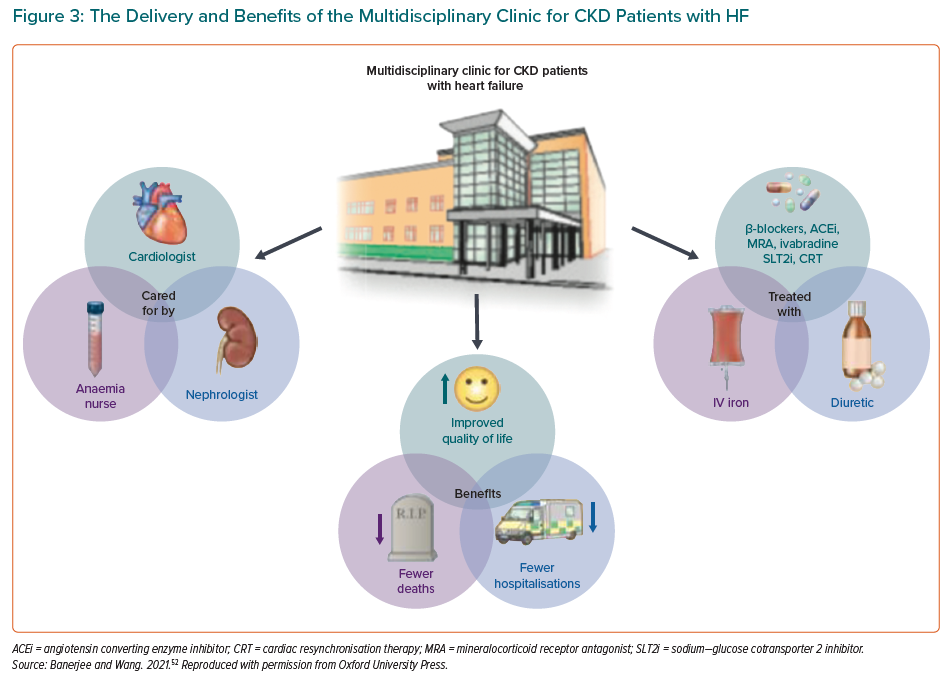 Figure 3: The Delivery and Benefits of the Multidisciplinary Clinic for CKD Patients with HF
Multidisciplinary clinic for CKD patients
with heart failure
Cardiologist
Cared
for by
Anaemia
nurse
Nephrologist
β-blockers, ACEi,
MRA, ivabradine
SLT2i, CRT
Treated
with
IV iron
Diuretic
Improved
quality of life
Benefits
R.I.P.
Fewer
deaths
Fewer
hospitalisations
ACEi = angiotensin converting enzyme inhibitor; CRT = cardiac resynchronisation therapy; MRA = mineralocorticoid receptor antagonist; SLT2i = sodium–glucose cotransporter 2 inhibitor.
Source: Banerjee and Wang. 2021.⁵² Reproduced with permission from Oxford University Press.